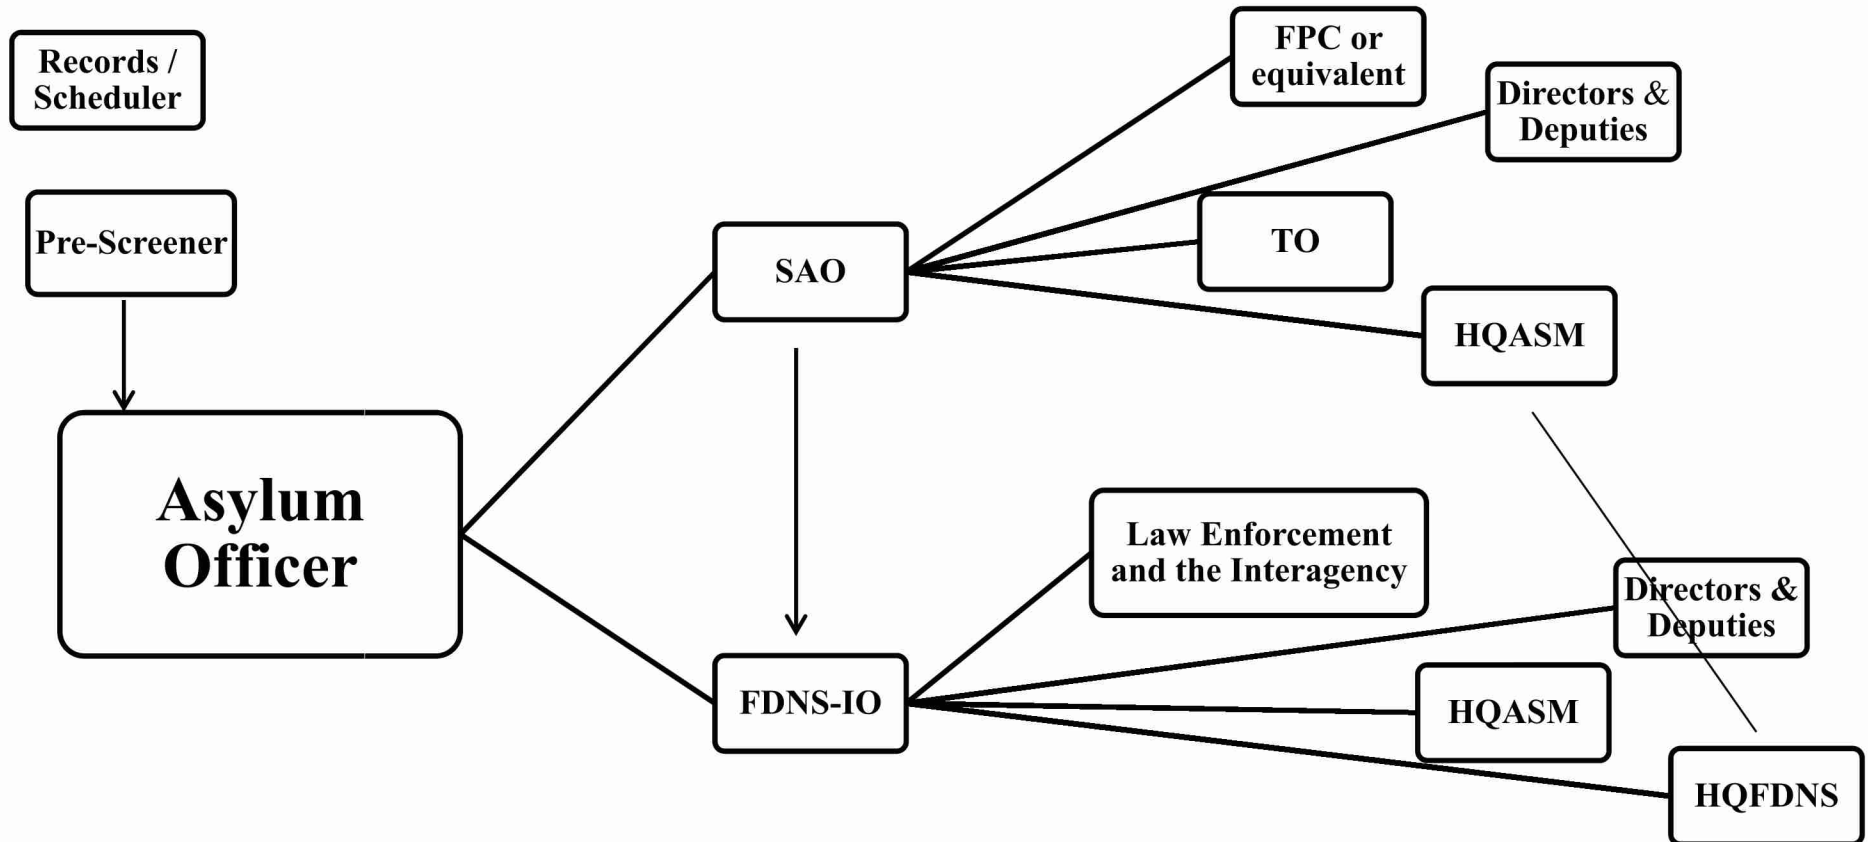 Records /
Scheduler
Pre-Screener
Asylum
Officer
SAO
FPC or
equivalent
Directors &
Deputies
TO
HQASM
FDNS-IO
Law Enforcement
and the Interagency
Directors &
Deputies
HQASM
HQFDNS